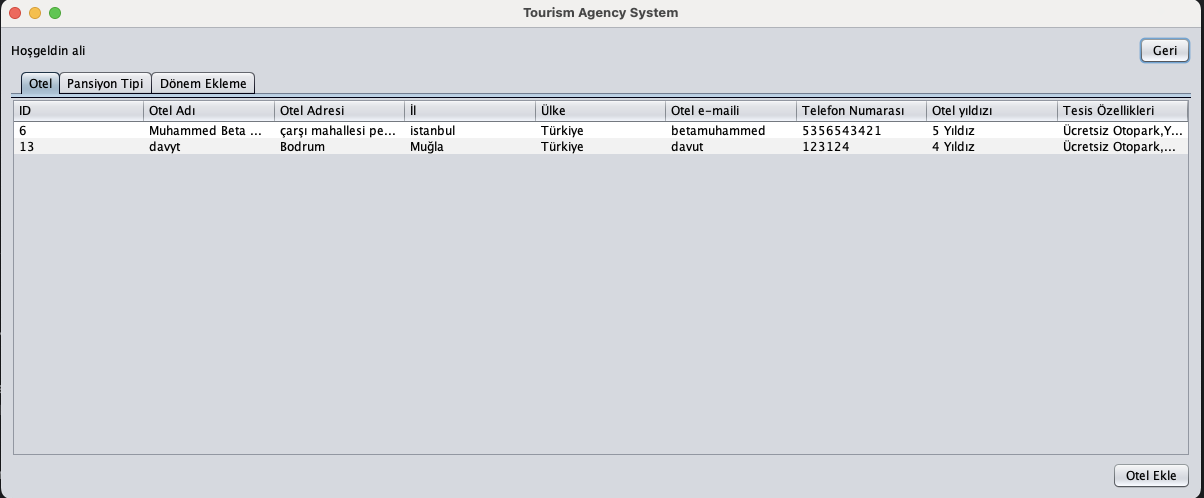 Tourism Agency System
Hoşgeldin ali Geri
Otel Pansiyon Tipi Dönem Ekleme
ID Otel Adı Otel Adresi İl Ülke Otel e-maili Telefon Numarası Otel yıldızı Tesis Özellikleri
6 Muhammed Beta ... çarşı mahallesi pe... istanbul Türkiye betamuhammed 5356543421 5 Yıldız Ücretsiz Otopark,Y...
13 davyt Bodrum Muğla Türkiye davut 123124 4 Yıldız Ücretsiz Otopark,...
Otel Ekle